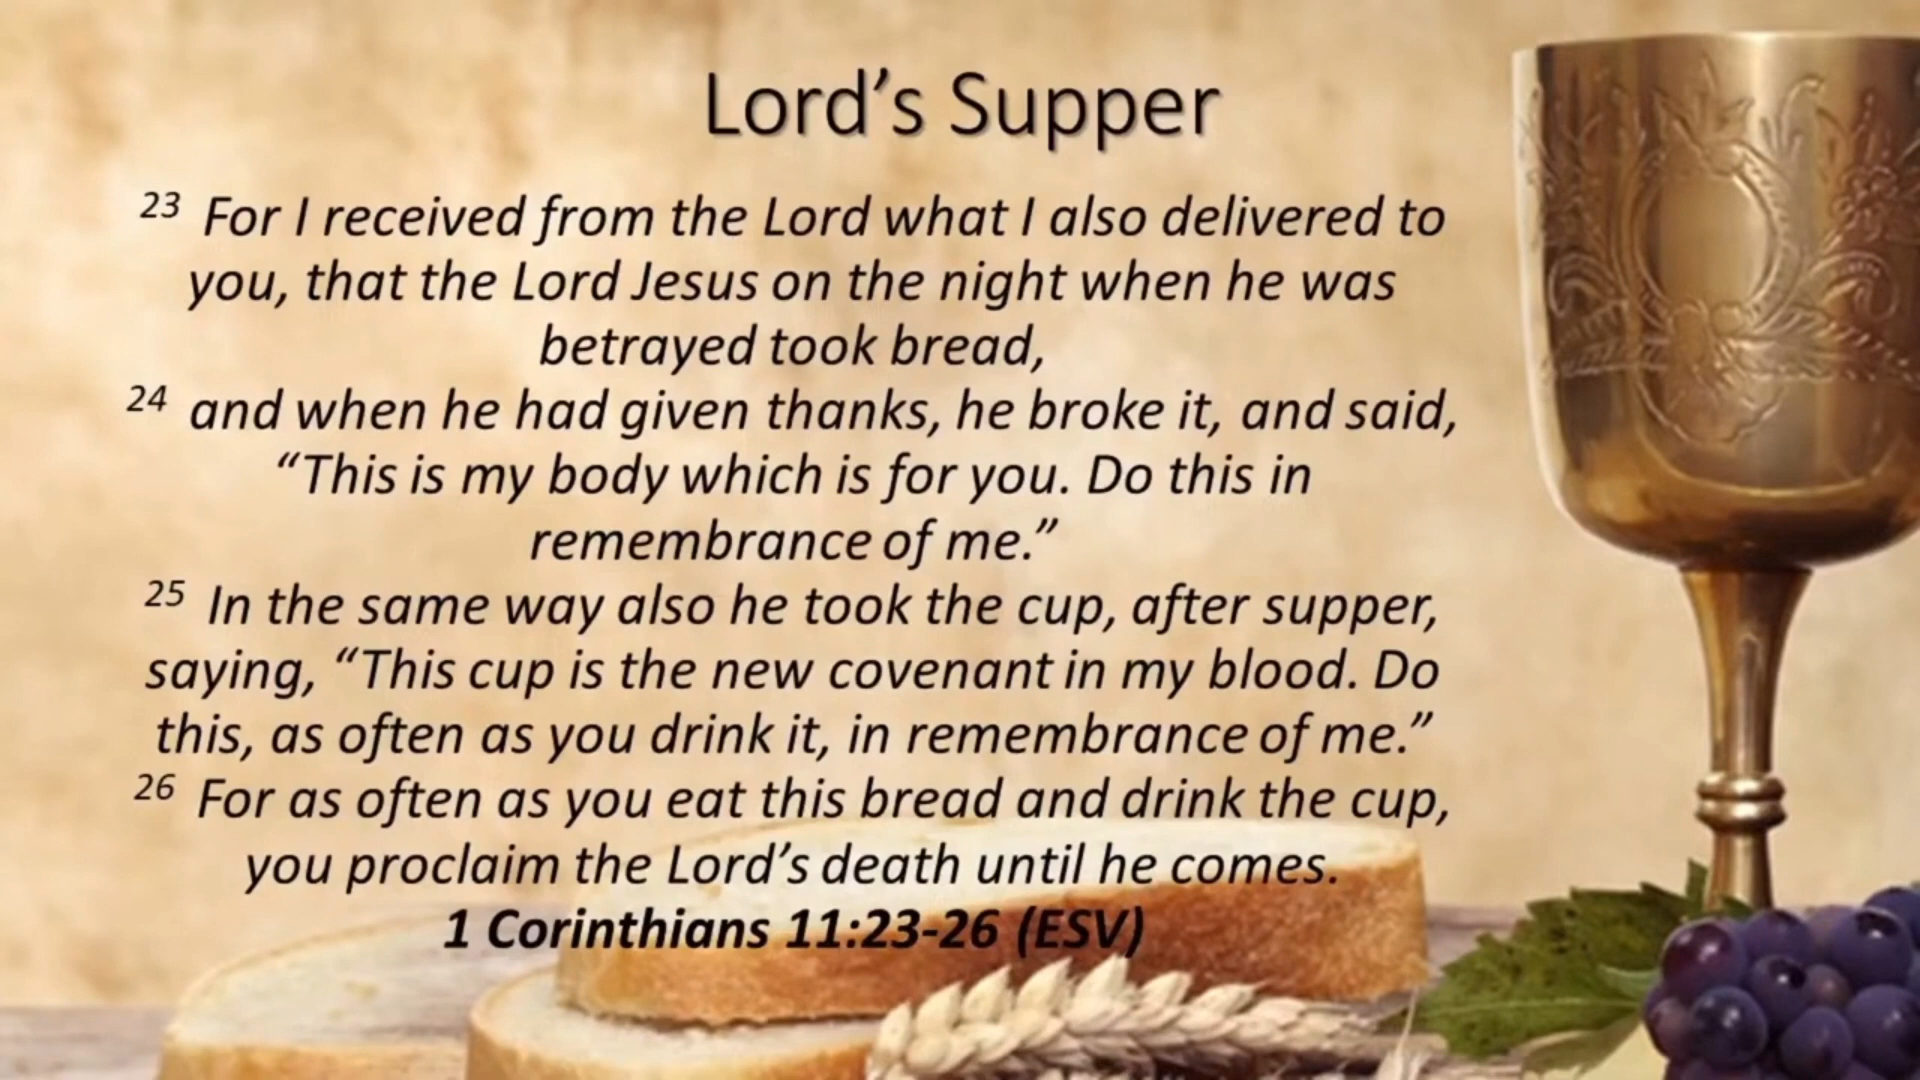 Lord’s Supper
23 For I received from the Lord what I also delivered to
you, that the Lord Jesus on the night when he was
betrayed took bread,
24 and when he had given thanks, he broke it, and said,
“This is my body which is for you. Do this in
remembrance of me.”
25 In the same way also he took the cup, after supper,
saying, “This cup is the new covenant in my blood. Do
this, as often as you drink it, in remembrance of me.”
26 For as often as you eat this bread and drink the cup,
you proclaim the Lord’s death until he comes.
1 Corinthians 11:23-26 (ESV)